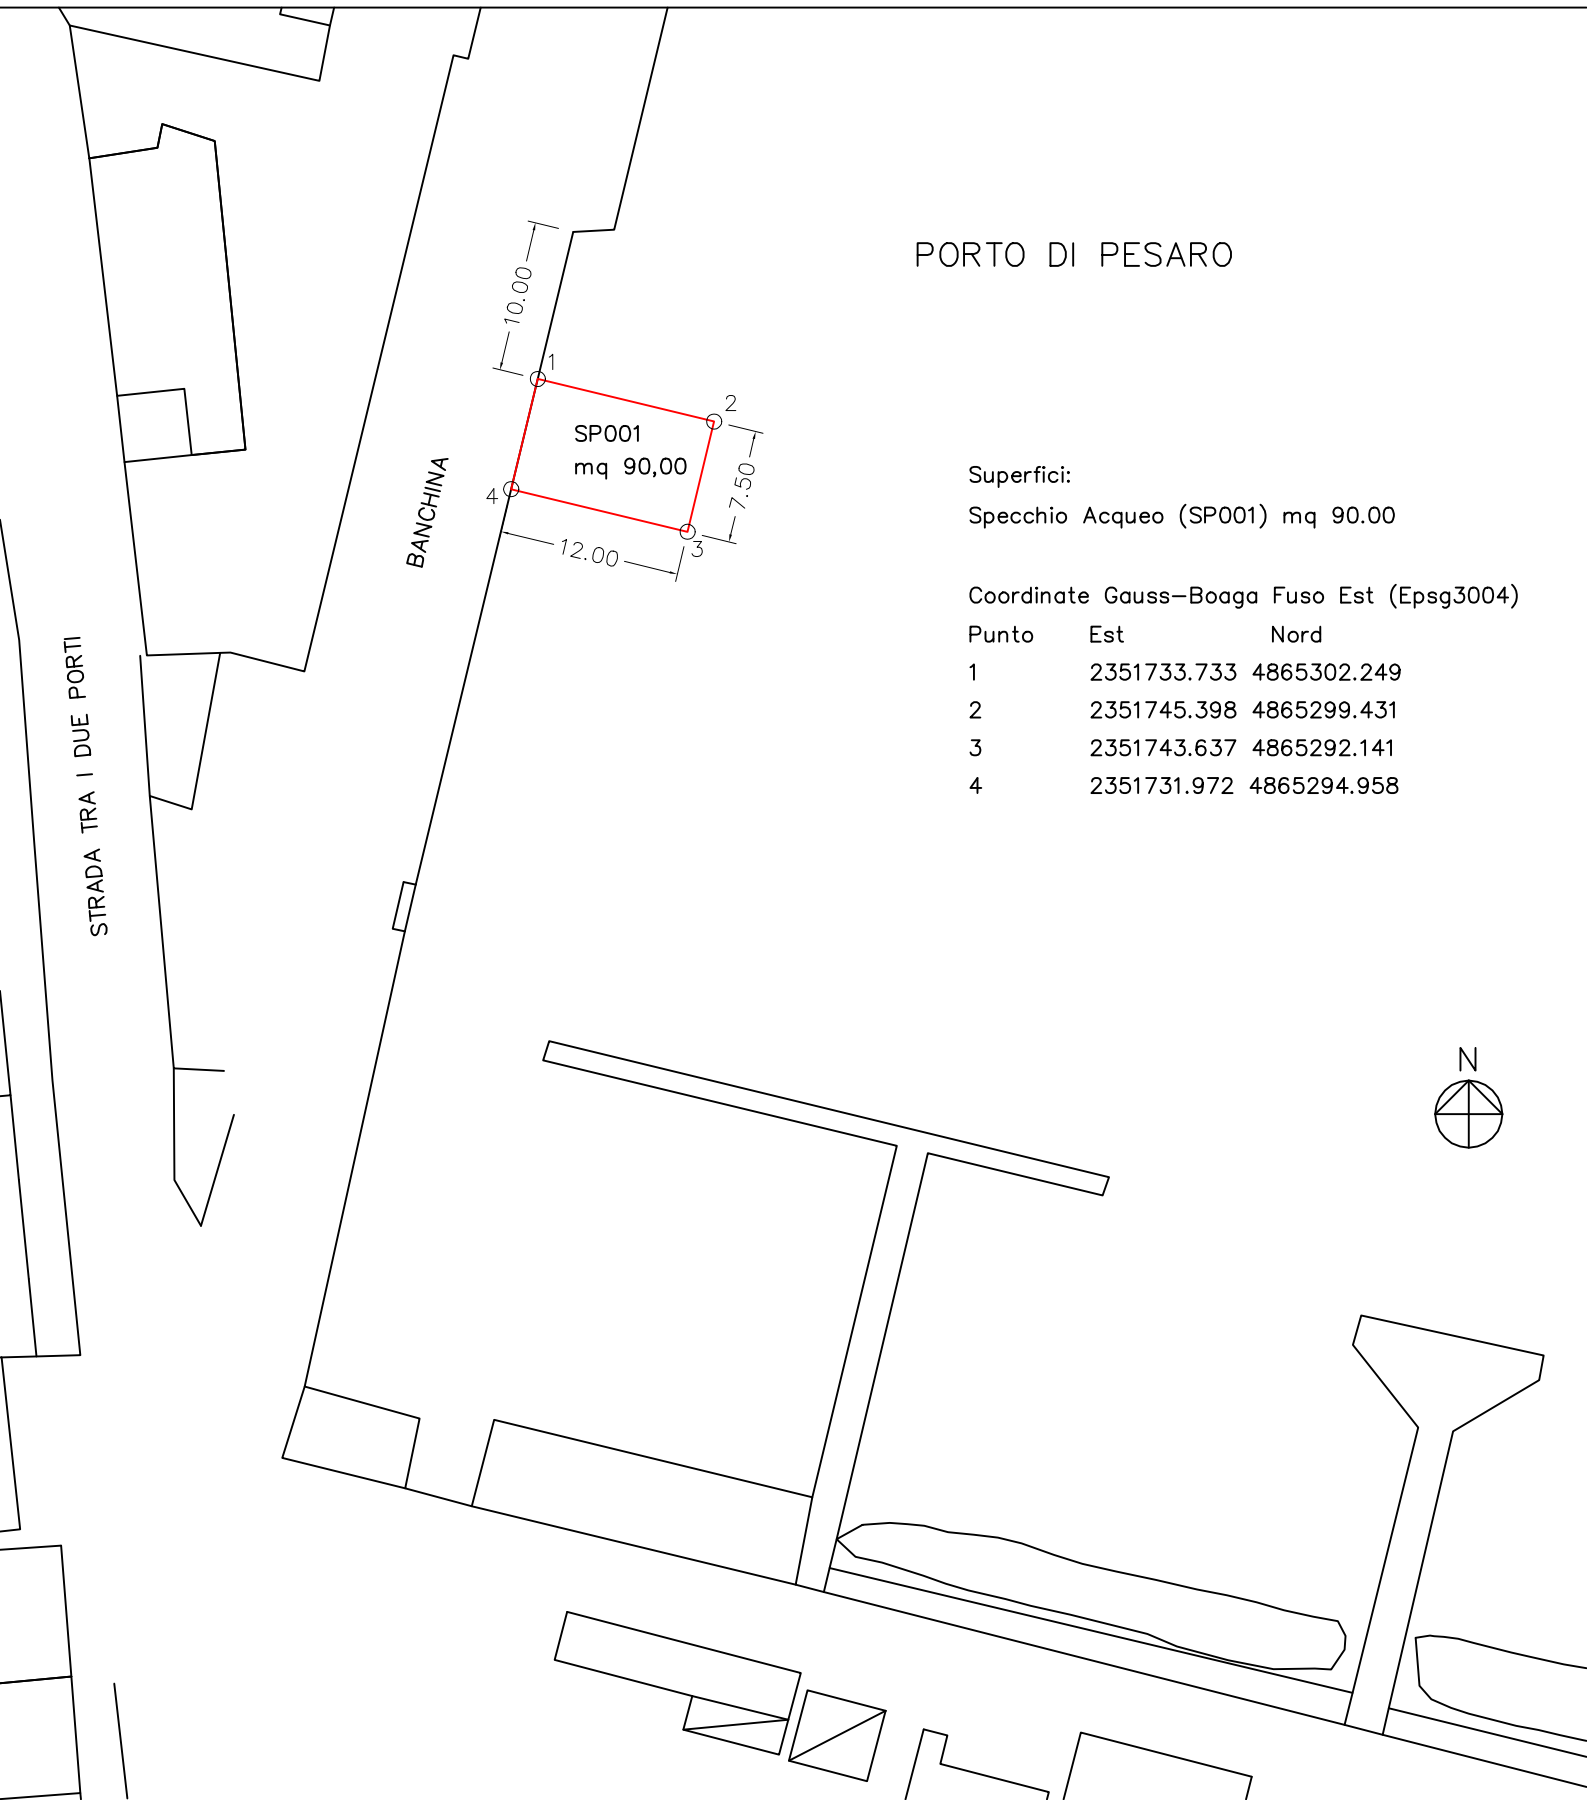 PORTO DI PESARO
10.00
1
2
SP001
mq 90,00
7.50
4
3
12.00
BANCHINA
STRADA TRA I DUE PORTI
Superfici:
Specchio Acqueo (SP001) mq 90.00
Coordinate Gauss-Boaga Fuso Est (Epsg3004)
Punto Est Nord
1 2351733.733 4865302.249
2 2351745.398 4865299.431
3 2351743.637 4865292.141
4 2351731.972 4865294.958
N